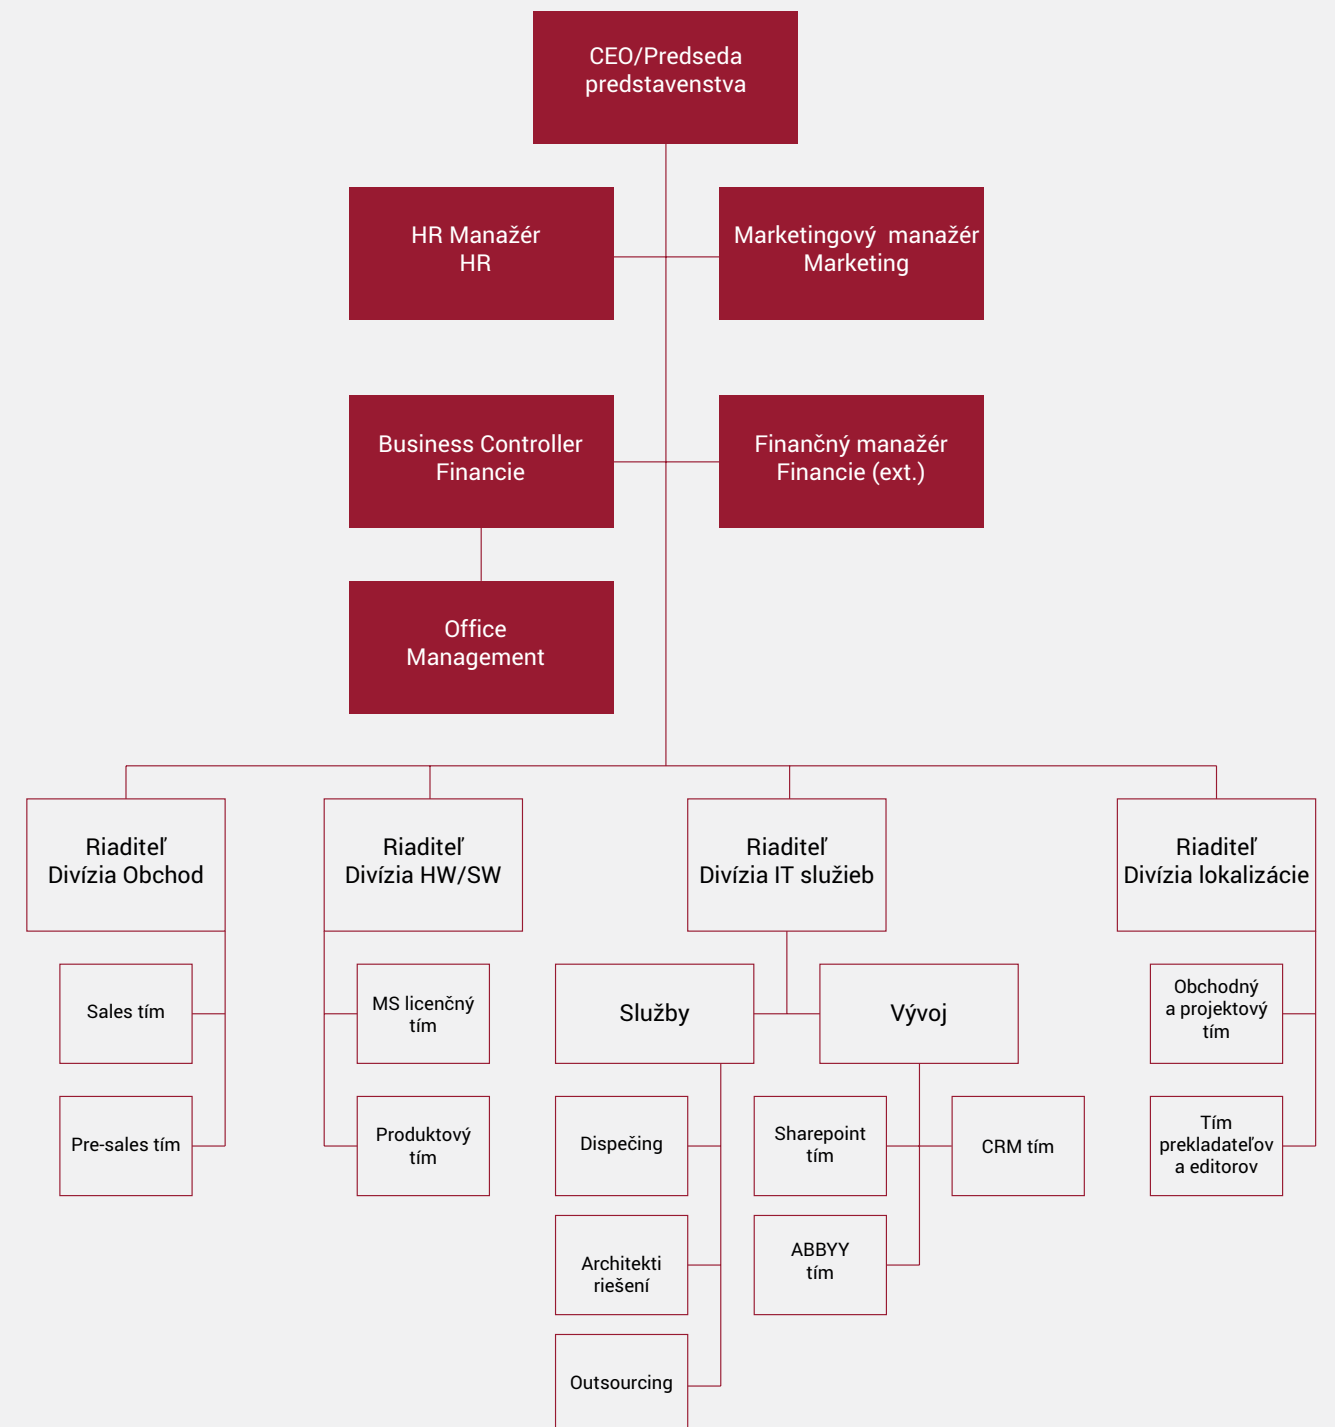 CEO/Predseda
predstavenstva
HR Manažér
HR
Marketingový manažér
Marketing
Business Controller
Financie
Finančný manažér
Financie (ext.)
Office
Management
Riaditeľ
Divízia Obchod
Riaditeľ
Divízia HW/SW
Riaditeľ
Divízia IT služieb
Riaditeľ
Divízia lokalizácie
Sales tím
MS licenčný
tím
Služby
Vývoj
Obchodný
a projektový
tím
Pre-sales tím
Produktový
tím
Dispečing
Sharepoint
tím
CRM tím
Tím
prekladateľov
a editorov
Architekti
riešení
ABBYY
tím
Outsourcing